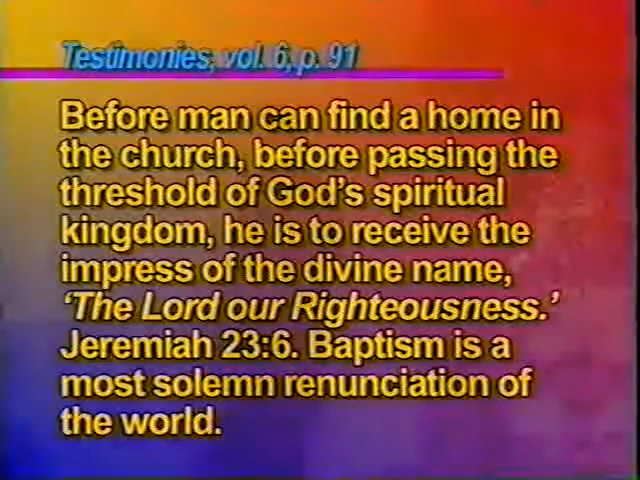 Testimonies, vol. 6, p. 91
Before man can find a home in
the church, before passing the
threshold of God's spiritual
kingdom, he is to receive the
impress of the divine name,
‘The Lord our Righteousness.’
Jeremiah 23:6. Baptism is a
most solemn renunciation of
the world.